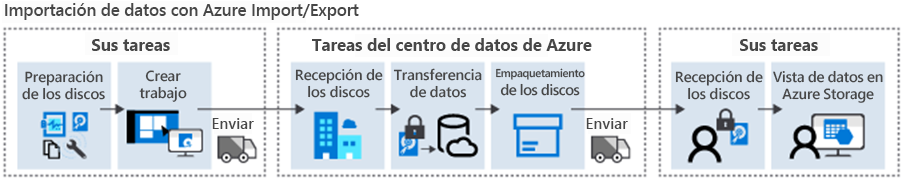 Importación de datos con Azure Import/Export
Sus tareas
Preparación
de los discos
Crear
trabajo
Enviar
Tareas del centro de datos de Azure
Recepción de
los discos
Transferencia
de datos
Empaquetamiento
de los discos
Enviar
Sus tareas
Recepción de
los discos
Vista de datos en
Azure Storage